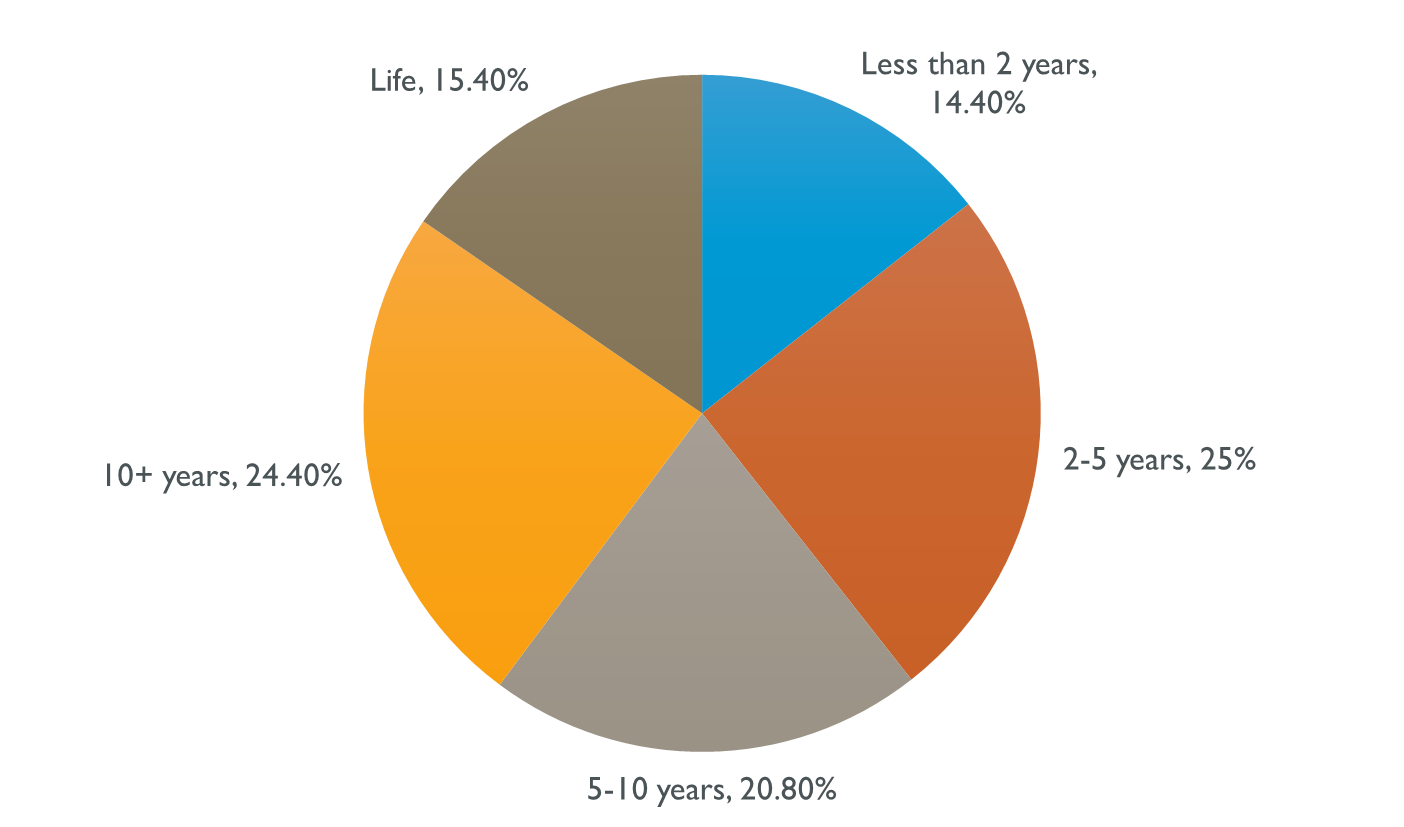 Less than 2 years,
14.40%
2-5 years, 25%
5-10 years, 20.80%
10+ years, 24.40%
Life, 15.40%